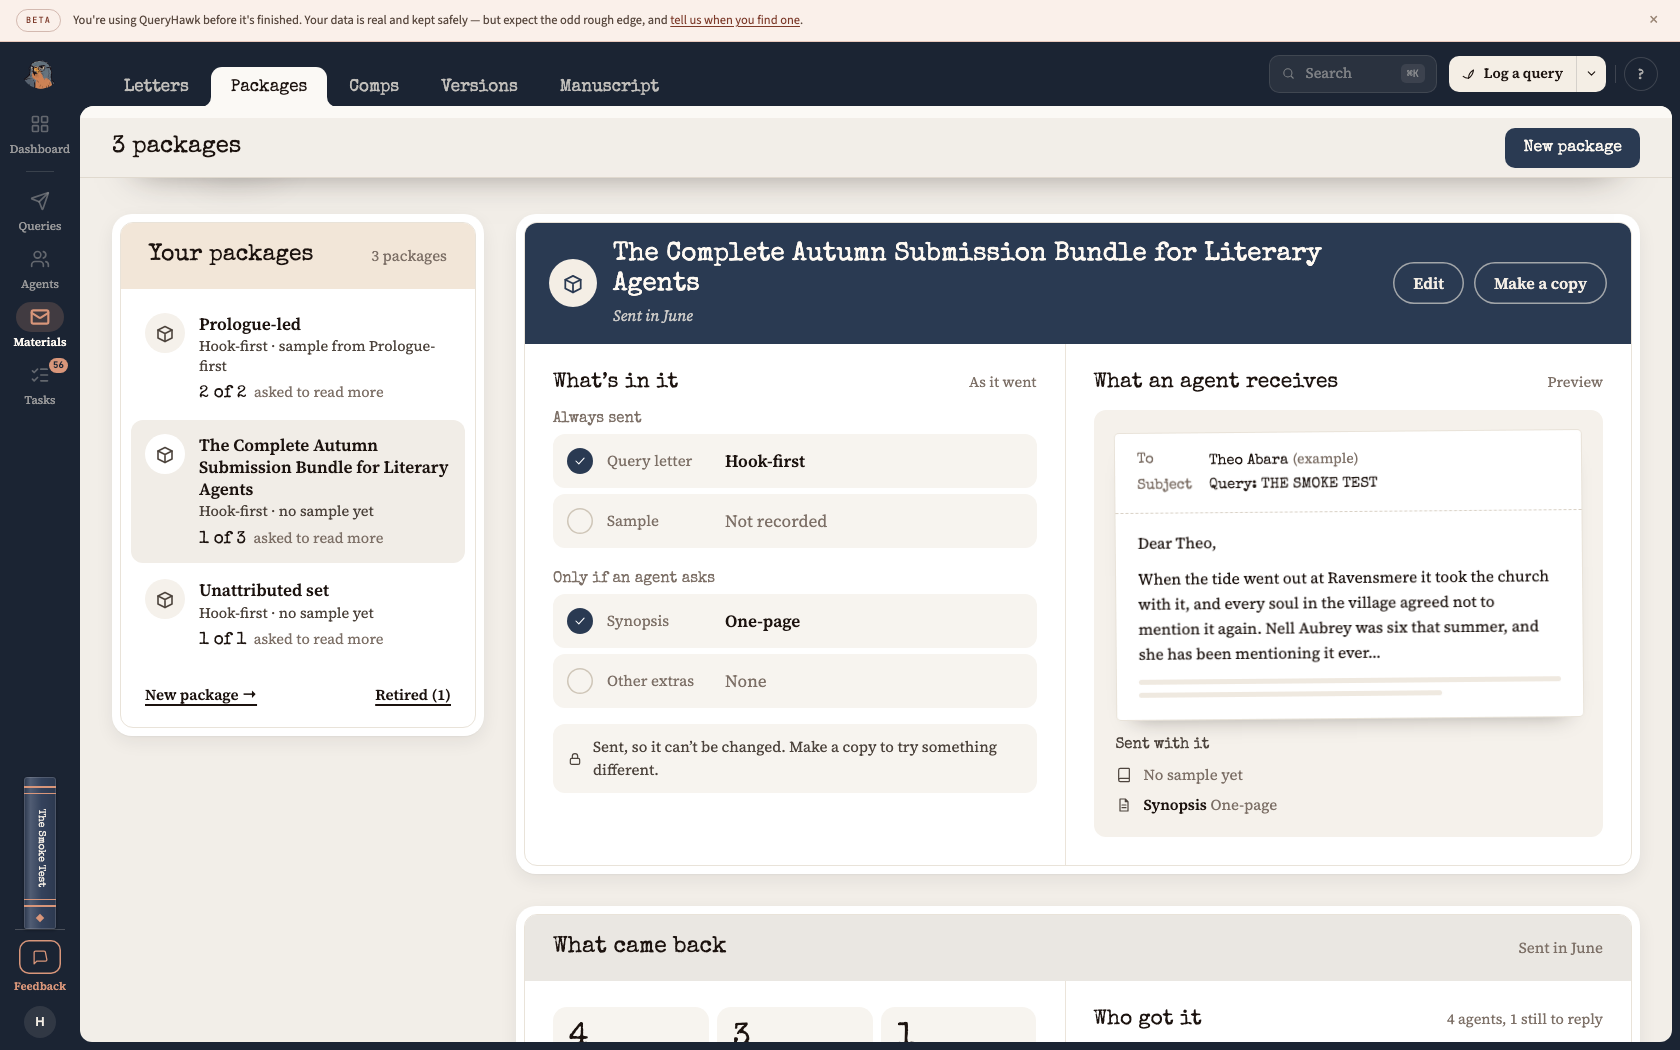 BETA
You're using QueryHawk before it's finished. Your data is real and kept safely — but expect the odd rough edge, and tell us when you find one.
×
Letters
Packages
Comps
Versions
Manuscript
Search
⌘K
Log a query
?
Dashboard
Queries
Agents
Materials
56
Tasks
The Smoke Test
Feedback
H
3 packages
New package
Your packages
3 packages
Prologue-led
Hook-first · sample from Prologue-
first
2 of 2 asked to read more
The Complete Autumn
Submission Bundle for Literary
Agents
Hook-first · no sample yet
1 of 3 asked to read more
Unattributed set
Hook-first · no sample yet
1 of 1 asked to read more
New package →
Retired (1)
The Complete Autumn Submission Bundle for Literary
Agents
Sent in June
Edit
Make a copy
What's in it
As it went
Always sent
Query letter Hook-first
Sample Not recorded
Only if an agent asks
Synopsis One-page
Other extras None
Sent, so it can't be changed. Make a copy to try something
different.
What an agent receives
Preview
To Theo Abara (example)
Subject Query: THE SMOKE TEST
Dear Theo,
When the tide went out at Ravensmere it took the church
with it, and every soul in the village agreed not to
mention it again. Nell Aubrey was six that summer, and
she has been mentioning it ever…
Sent with it
No sample yet
Synopsis One-page
What came back
Sent in June
4
3
1
Who got it
4 agents, 1 still to reply